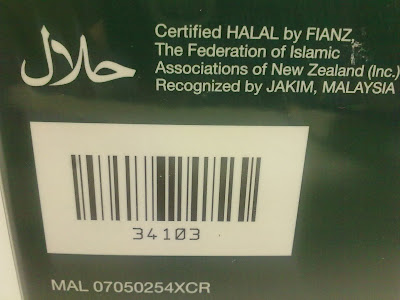 حلال
Certified HALAL by FIANZ,
The Federation of Islamic
Associations of New Zealand (Inc.)
Recognized by JAKIM, MALAYSIA
34103
MAL 07050254XCR